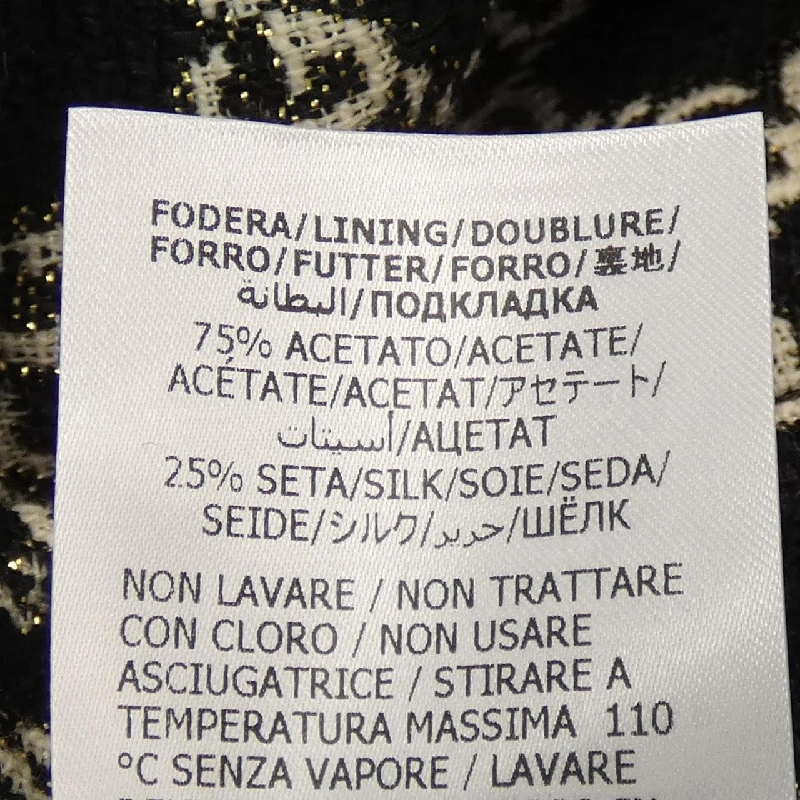 FODERA/LINING/DOUBLURE/
FORRO/FUTTER/FORRO/裏地/
البطانة/ПОДКЛАДКА
75% ACETATO/ACETATE/
ACÉTATE/ACETAT/アセテート/
أسيتات/АЦЕТАТ
25% SETA/SILK/SOIE/SEDA/
SEIDE/シルク/حرير/ШЁЛК
NON LAVARE / NON TRATTARE
CON CLORO / NON USARE
ASCIUGATRICE / STIRARE A
TEMPERATURA MASSIMA 110
°C SENZA VAPORE / LAVARE